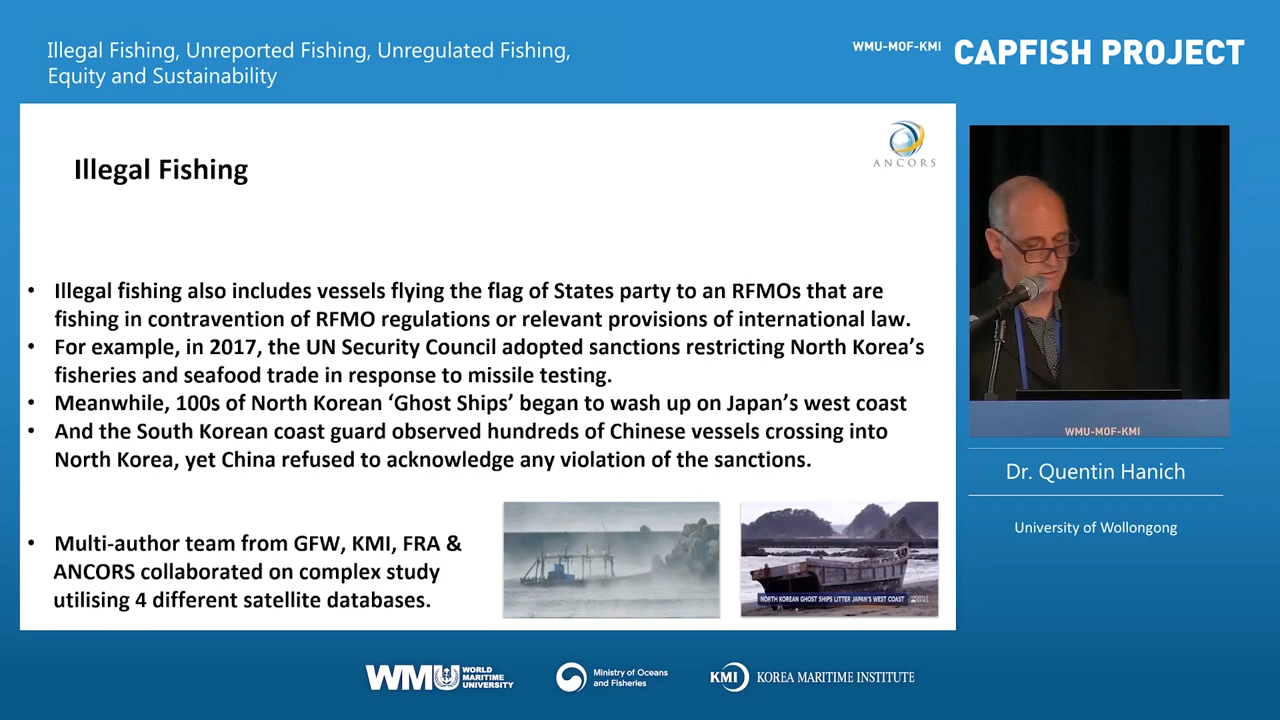 Illegal Fishing, Unreported Fishing, Unregulated Fishing,
Equity and Sustainability
WMU-MOF-KMI CAPFISH PROJECT
ANCORS
Illegal Fishing
• Illegal fishing also includes vessels flying the flag of States party to an RFMOs that are
fishing in contravention of RFMO regulations or relevant provisions of international law.
• For example, in 2017, the UN Security Council adopted sanctions restricting North Korea’s
fisheries and seafood trade in response to missile testing.
• Meanwhile, 100s of North Korean ‘Ghost Ships’ began to wash up on Japan’s west coast
• And the South Korean coast guard observed hundreds of Chinese vessels crossing into
North Korea, yet China refused to acknowledge any violation of the sanctions.
• Multi-author team from GFW, KMI, FRA &
ANCORS collaborated on complex study
utilising 4 different satellite databases.
NORTH KOREAN GHOST SHIPS LITTER JAPAN'S WEST COAST
WMU-MOF-KMI
Dr. Quentin Hanich
University of Wollongong
WMU WORLD
MARITIME
UNIVERSITY
Ministry of Oceans
and Fisheries
KMI KOREA MARITIME INSTITUTE